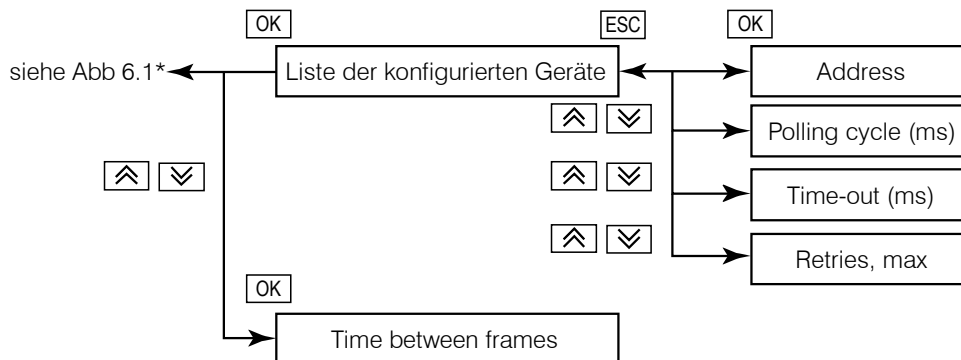 OK ESC OK
siehe Abb 6.1* Liste der konfigurierten Geräte Address
Polling cycle (ms)
Time-out (ms)
Retries, max
OK
Time between frames